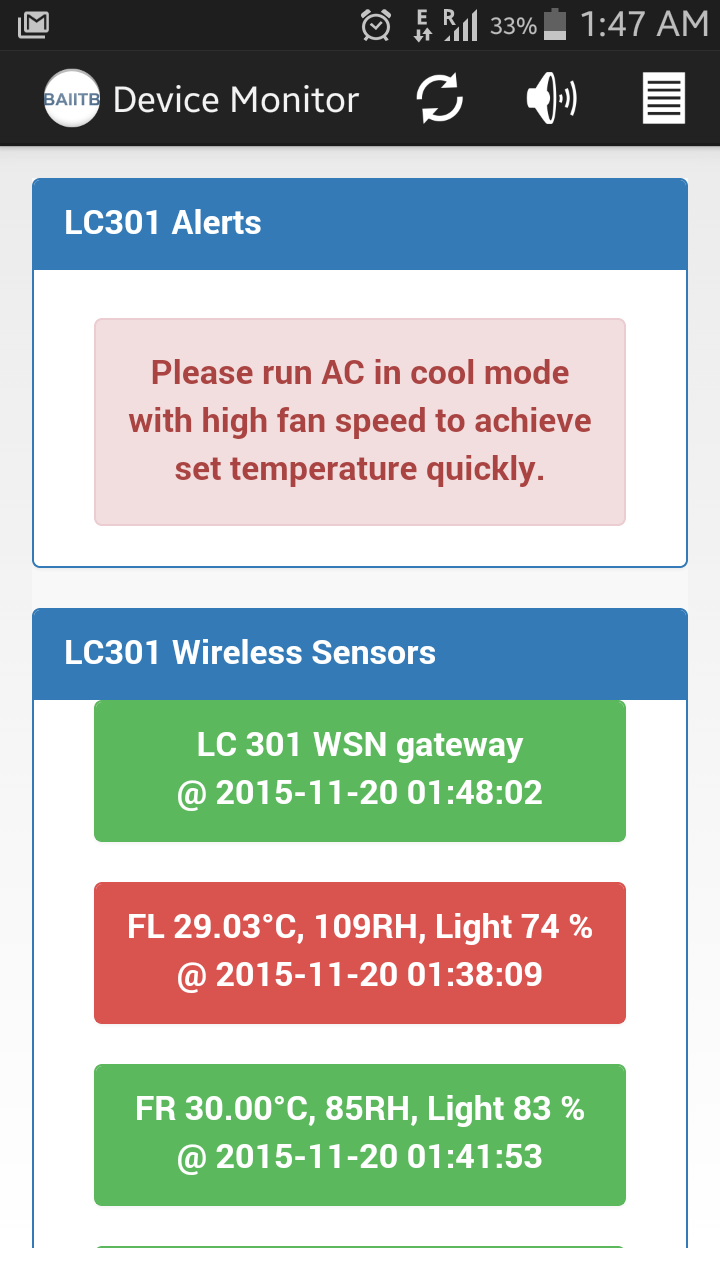 E R 33% 1:47 AM
BAIITB Device Monitor
LC301 Alerts
Please run AC in cool mode
with high fan speed to achieve
set temperature quickly.
LC301 Wireless Sensors
LC 301 WSN gateway
@ 2015-11-20 01:48:02
FL 29.03°C, 109RH, Light 74 %
@ 2015-11-20 01:38:09
FR 30.00°C, 85RH, Light 83 %
@ 2015-11-20 01:41:53